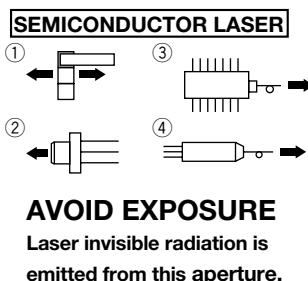 SEMICONDUCTOR LASER
① ③
② ④
AVOID EXPOSURE
Laser invisible radiation is
emitted from this aperture.